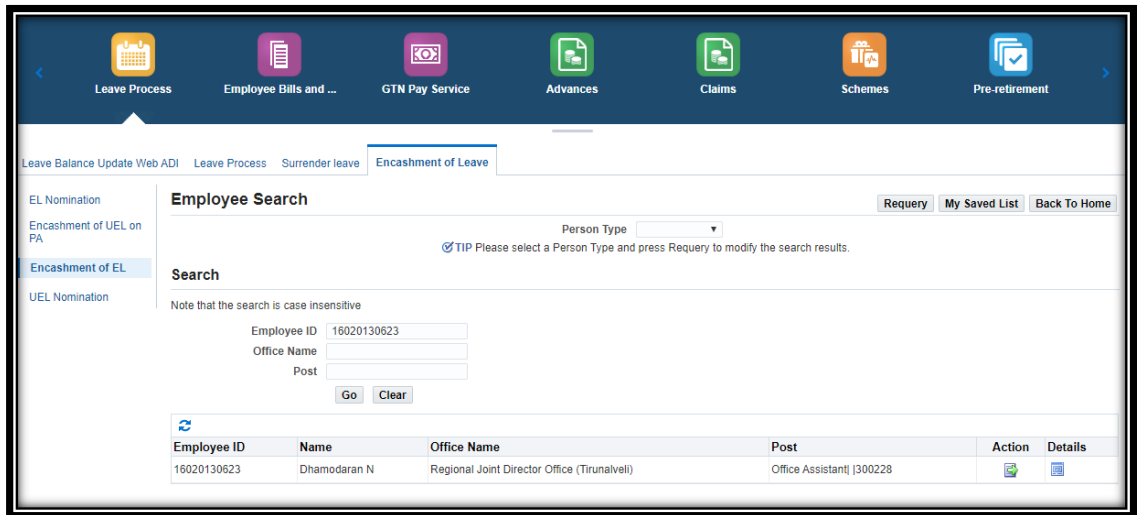 Leave Process Employee Bills and ... GTN Pay Service Advances Claims Schemes Pre-retirement
Leave Balance Update Web ADI Leave Process Surrender leave Encashment of Leave
EL Nomination
Encashment of UEL on
PA
Encashment of EL
UEL Nomination
Employee Search
Requery My Saved List Back To Home
Person Type
TIP Please select a Person Type and press Requery to modify the search results.
Search
Note that the search is case insensitive
Employee ID 16020130623
Office Name
Post
Go Clear
Employee ID Name Office Name Post Action Details
16020130623 Dhamodaran N Regional Joint Director Office (Tirunalveli) Office Assistant| |300228